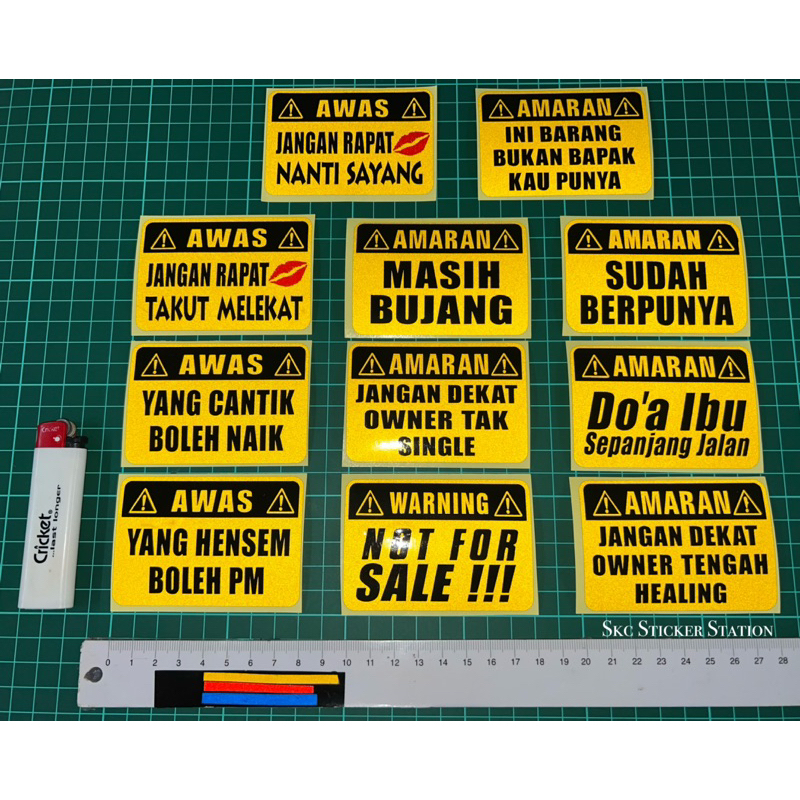 AWAS
JANGAN RAPAT
NANTI SAYANG
AMARAN
INI BARANG
BUKAN BAPAK
KAU PUNYA
AWAS
JANGAN RAPAT
TAKUT MELEKAT
AMARAN
MASIH
BUJANG
AMARAN
SUDAH
BERPUNYA
AWAS
YANG CANTIK
BOLEH NAIK
AMARAN
JANGAN DEKAT
OWNER TAK
SINGLE
AMARAN
Do'a Ibu
Sepanjang Jalan
AWAS
YANG HENSEM
BOLEH PM
WARNING
NOT FOR
SALE !!!
AMARAN
JANGAN DEKAT
OWNER TENGAH
HEALING
Cricket
...last longer
SKC STICKER STATION
0 1 2 3 4 5 6 7 8 9 10 11 12 13 14 15 16 17 18 19 20 21 22 23 24 25 26 27 28